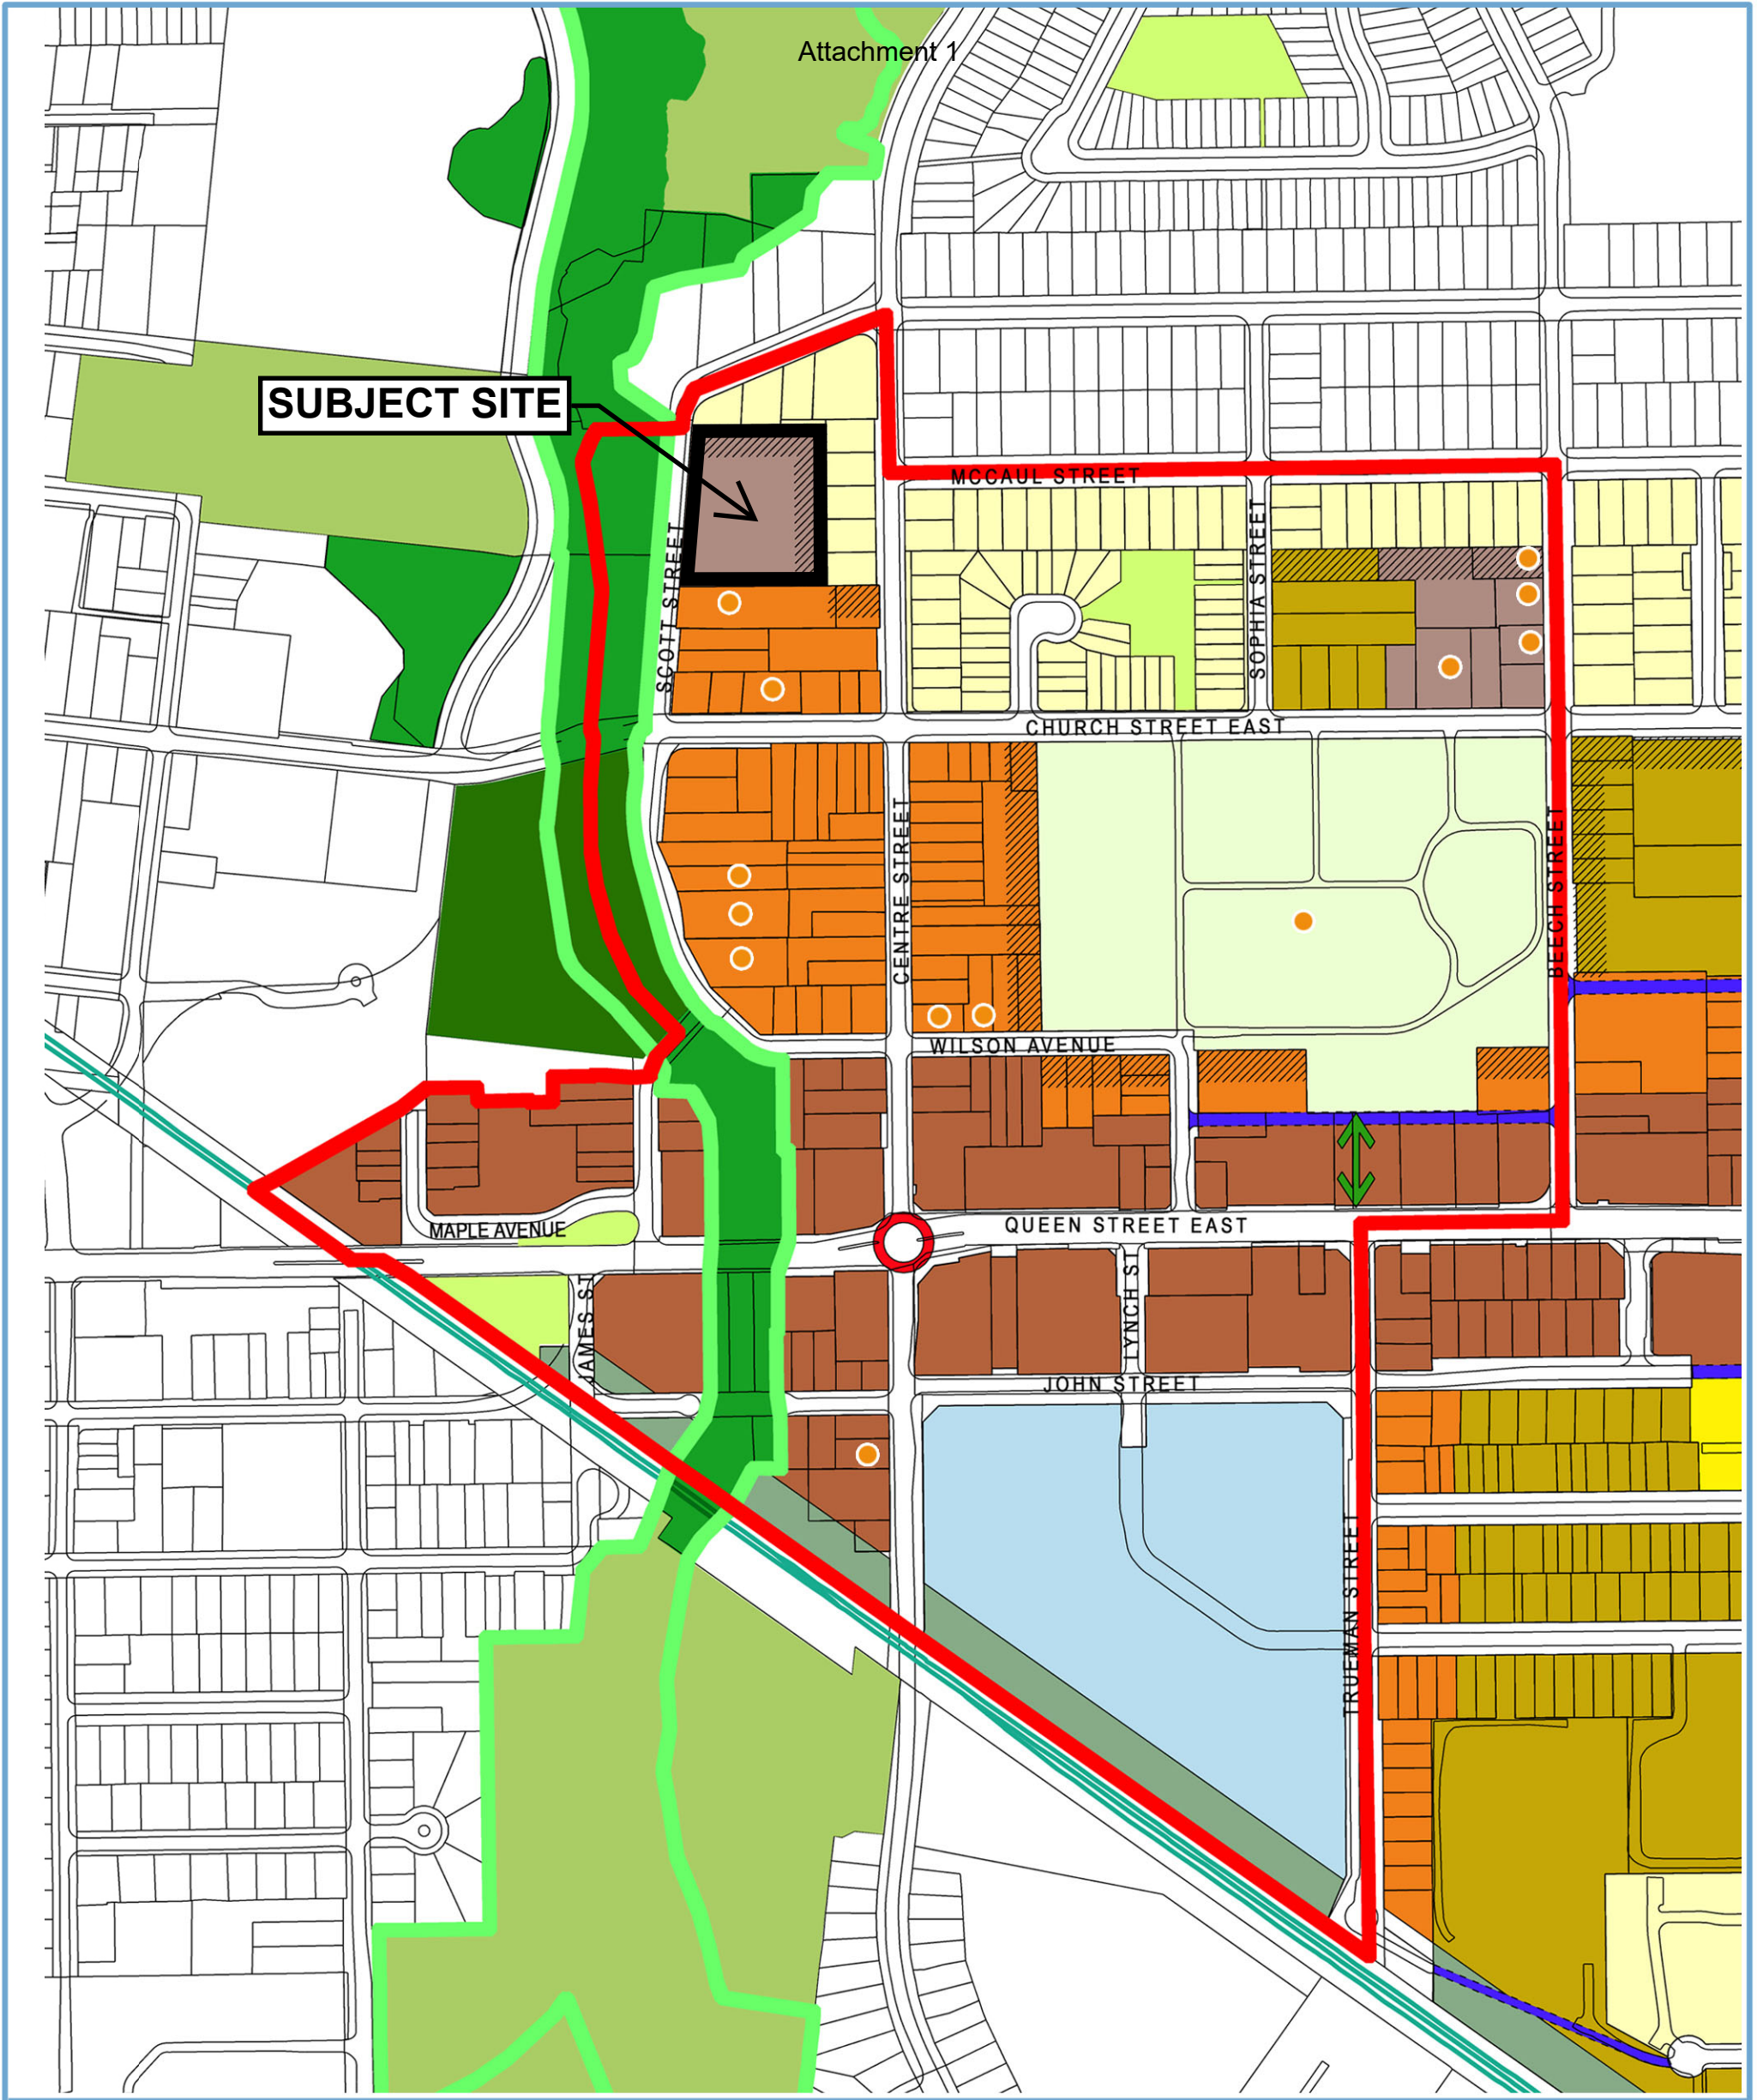 Attachment 1
SUBJECT SITE
MCCAUL STREET
SCOTT STREET
SOPHIA STREET
CHURCH STREET EAST
CENTRE STREET
BEECH STREET
WILSON AVENUE
QUEEN STREET EAST
MAPLE AVENUE
JAMES ST
LYNCH ST
JOHN STREET
TRUEMAN STREET